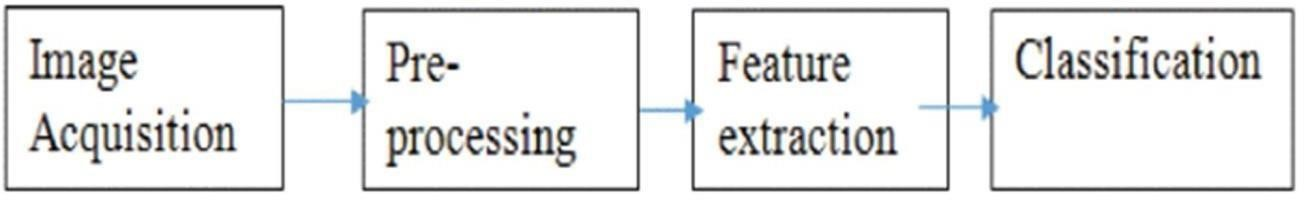 Image
Acquisition
Pre-
processing
Feature
extraction
Classification